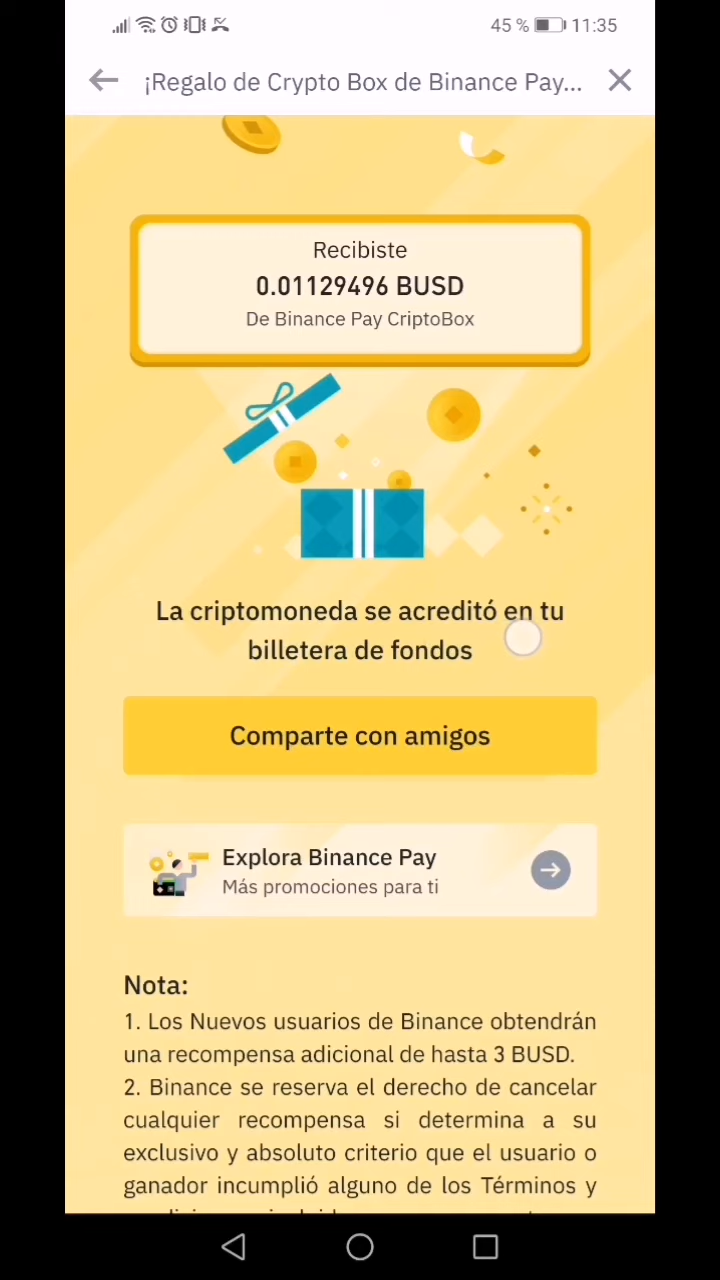 45 % 11:35
¡Regalo de Crypto Box de Binance Pay...
Recibiste
0.01129496 BUSD
De Binance Pay CriptoBox
La criptomoneda se acreditó en tu
billetera de fondos
Comparte con amigos
Explora Binance Pay
Más promociones para ti
Nota:
1. Los Nuevos usuarios de Binance obtendrán
una recompensa adicional de hasta 3 BUSD.
2. Binance se reserva el derecho de cancelar
cualquier recompensa si determina a su
exclusivo y absoluto criterio que el usuario o
ganador incumplió alguno de los Términos y